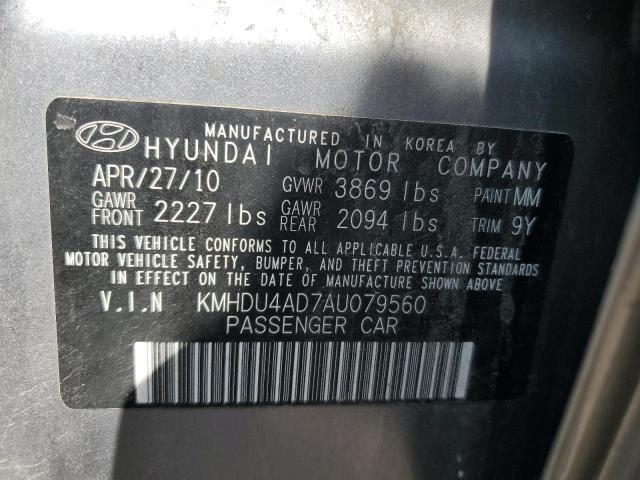 MANUFACTURED IN KOREA BY
HYUNDAI MOTOR COMPANY
APR/27/10 GVWR 3869 lbs PAINT MM
GAWR FRONT 2227 lbs GAWR REAR 2094 lbs TRIM 9Y
THIS VEHICLE CONFORMS TO ALL APPLICABLE U.S.A. FEDERAL
MOTOR VEHICLE SAFETY, BUMPER, AND THEFT PREVENTION STANDARDS
IN EFFECT ON THE DATE OF MANUFACTURE SHOWN ABOVE
V.I.N KMHDU4AD7AU079560
PASSENGER CAR